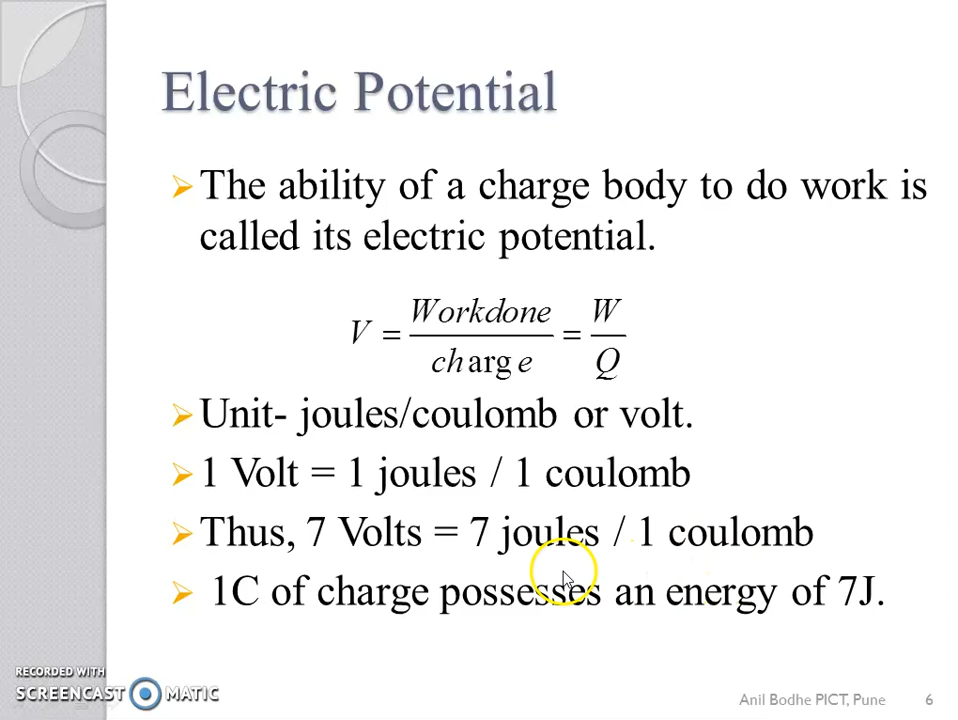 Electric Potential
The ability of a charge body to do work is
called its electric potential.
V = Workdone / charg e = W / Q
Unit- joules/coulomb or volt.
1 Volt = 1 joules / 1 coulomb
Thus, 7 Volts = 7 joules / 1 coulomb
1C of charge possesses an energy of 7J.
RECORDED WITH
SCREENCAST MATIC
Anil Bodhe PICT, Pune 6